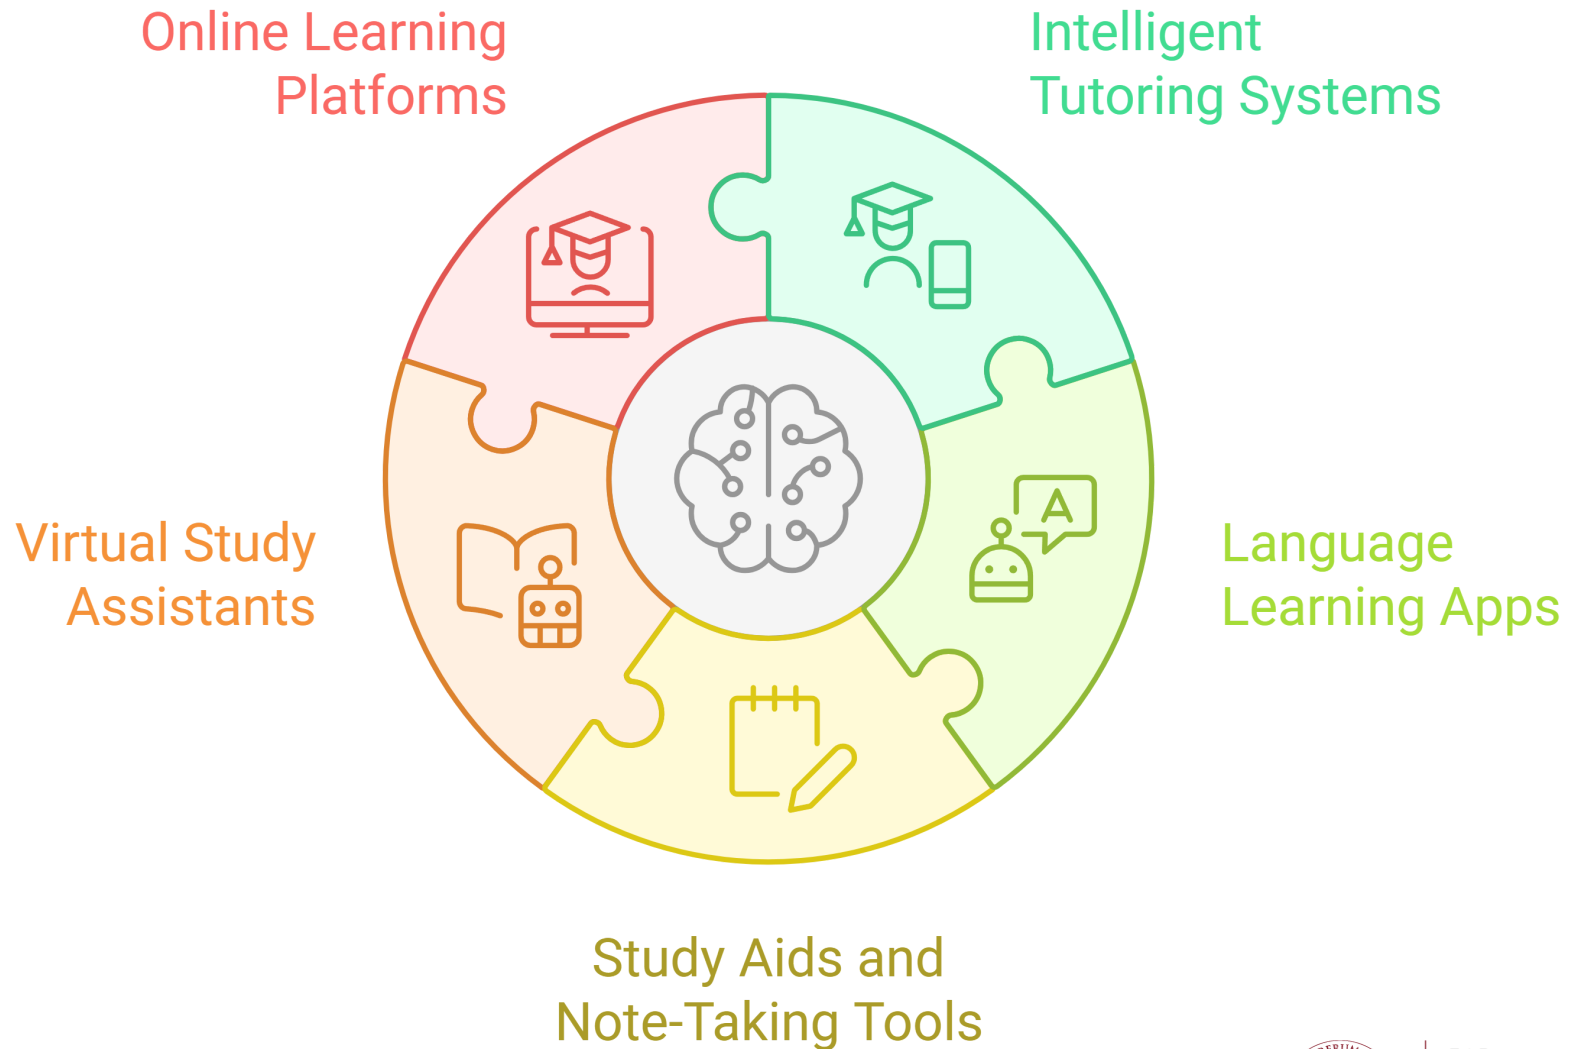 Online Learning
Platforms
Intelligent
Tutoring Systems
Virtual Study
Assistants
A
Language
Learning Apps
Study Aids and
Note-Taking Tools